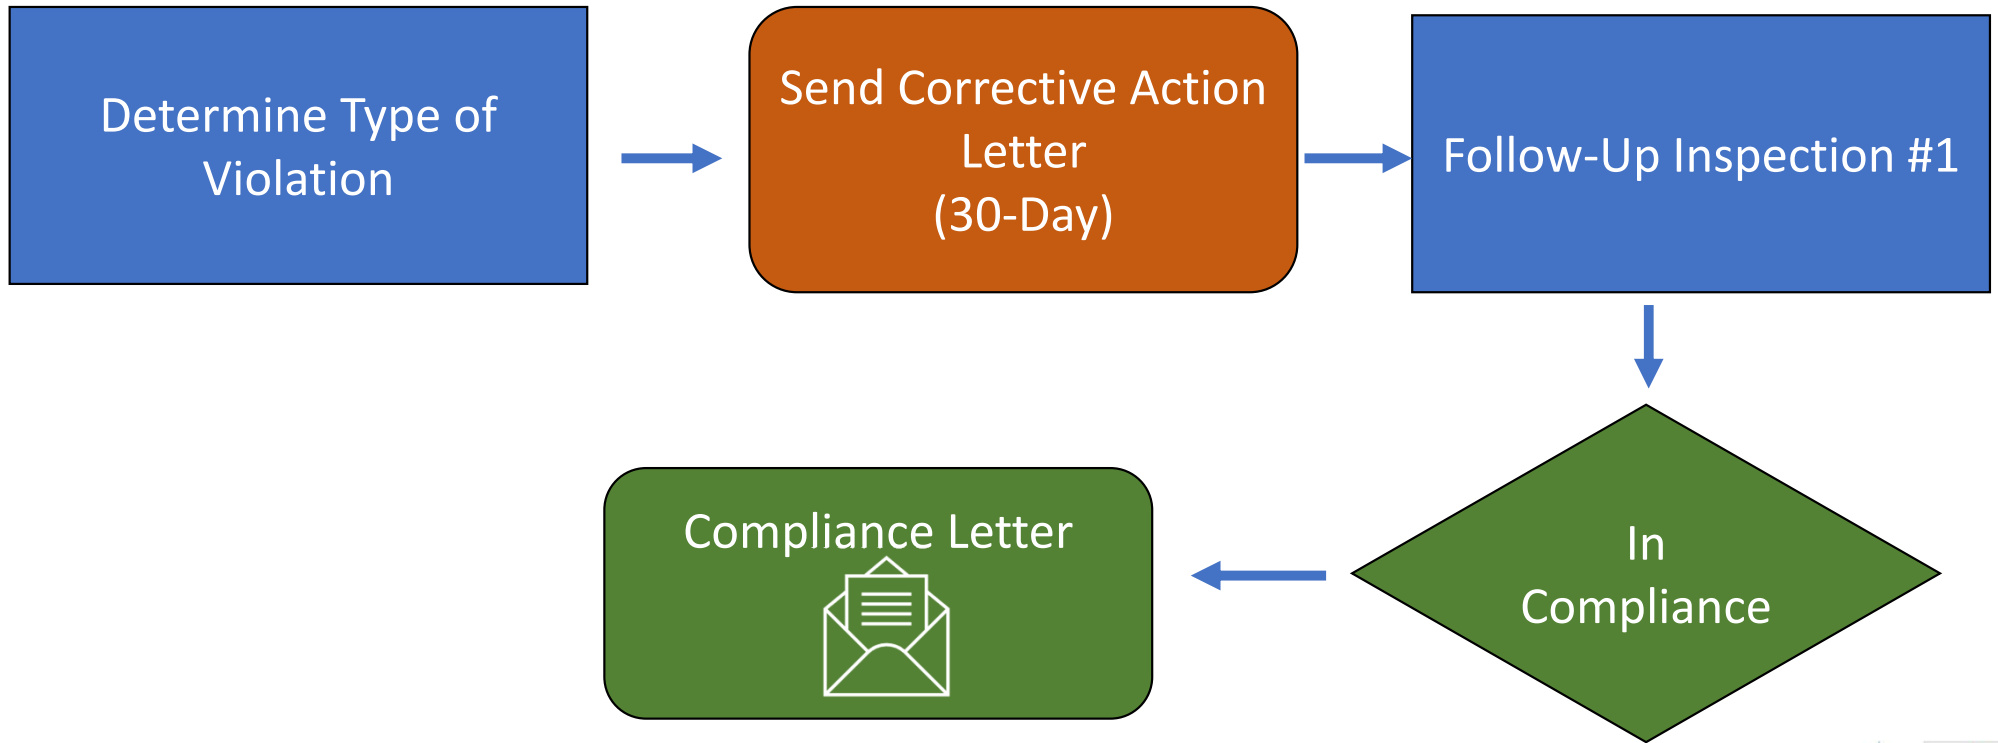 Determine Type of
Violation
Send Corrective Action
Letter
(30-Day)
Follow-Up Inspection #1
In
Compliance
Compliance Letter